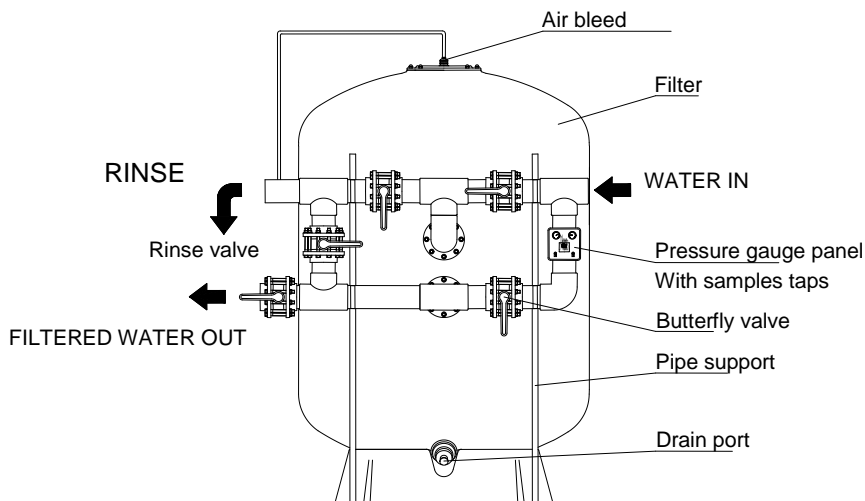 Air bleed
Filter
RINSE
WATER IN
Rinse valve
Pressure gauge panel
With samples taps
Butterfly valve
FILTERED WATER OUT
Pipe support
Drain port